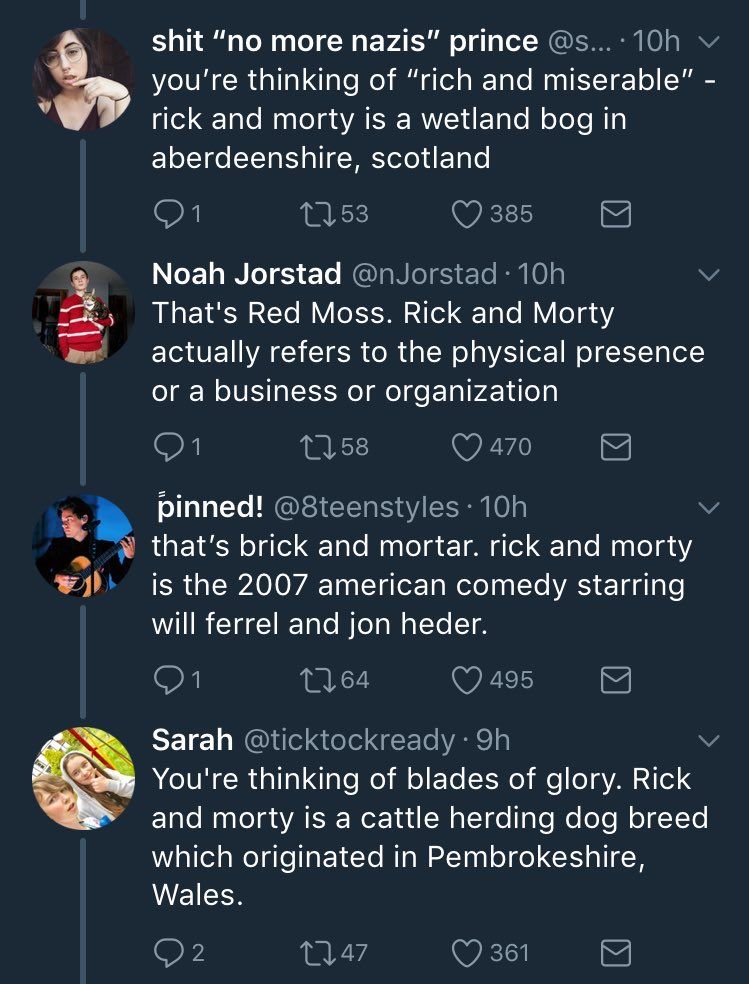 shit “no more nazis” prince @s... · 10h
you’re thinking of “rich and miserable” -
rick and morty is a wetland bog in
aberdeenshire, scotland
1 53 385
Noah Jorstad @nJorstad · 10h
That's Red Moss. Rick and Morty
actually refers to the physical presence
or a business or organization
1 58 470
pinned! @8teenstyles · 10h
that’s brick and mortar. rick and morty
is the 2007 american comedy starring
will ferrel and jon heder.
1 64 495
Sarah @ticktockready · 9h
You're thinking of blades of glory. Rick
and morty is a cattle herding dog breed
which originated in Pembrokeshire,
Wales.
2 47 361